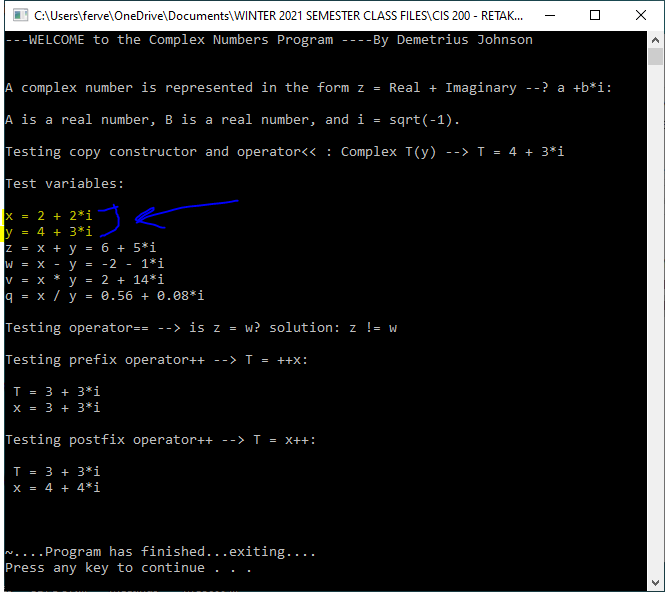 C:\Users\ferve\OneDrive\Documents\WINTER 2021 SEMESTER CLASS FILES\CIS 200 - RETAK...
---WELCOME to the Complex Numbers Program ----By Demetrius Johnson
A complex number is represented in the form z = Real + Imaginary --? a +b*i:
A is a real number, B is a real number, and i = sqrt(-1).
Testing copy constructor and operator<< : Complex T(y) --> T = 4 + 3*i
Test variables:
x = 2 + 2*i
y = 4 + 3*i
z = x + y = 6 + 5*i
w = x - y = -2 - 1*i
v = x * y = 2 + 14*i
q = x / y = 0.56 + 0.08*i
Testing operator== --> is z = w? solution: z != w
Testing prefix operator++ --> T = ++x:
T = 3 + 3*i
x = 3 + 3*i
Testing postfix operator++ --> T = x++:
T = 3 + 3*i
x = 4 + 4*i
~....Program has finished...exiting....
Press any key to continue . . .